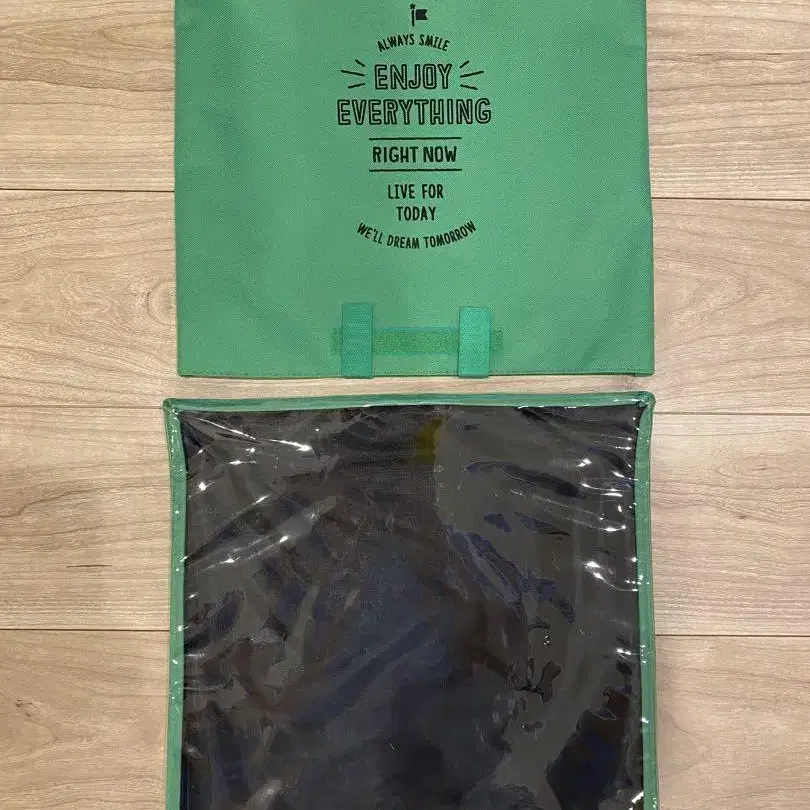 ALWAYS SMILE
ENJOY
EVERYTHING
RIGHT NOW
LIVE FOR
TODAY
WE'LL DREAM TOMORROW